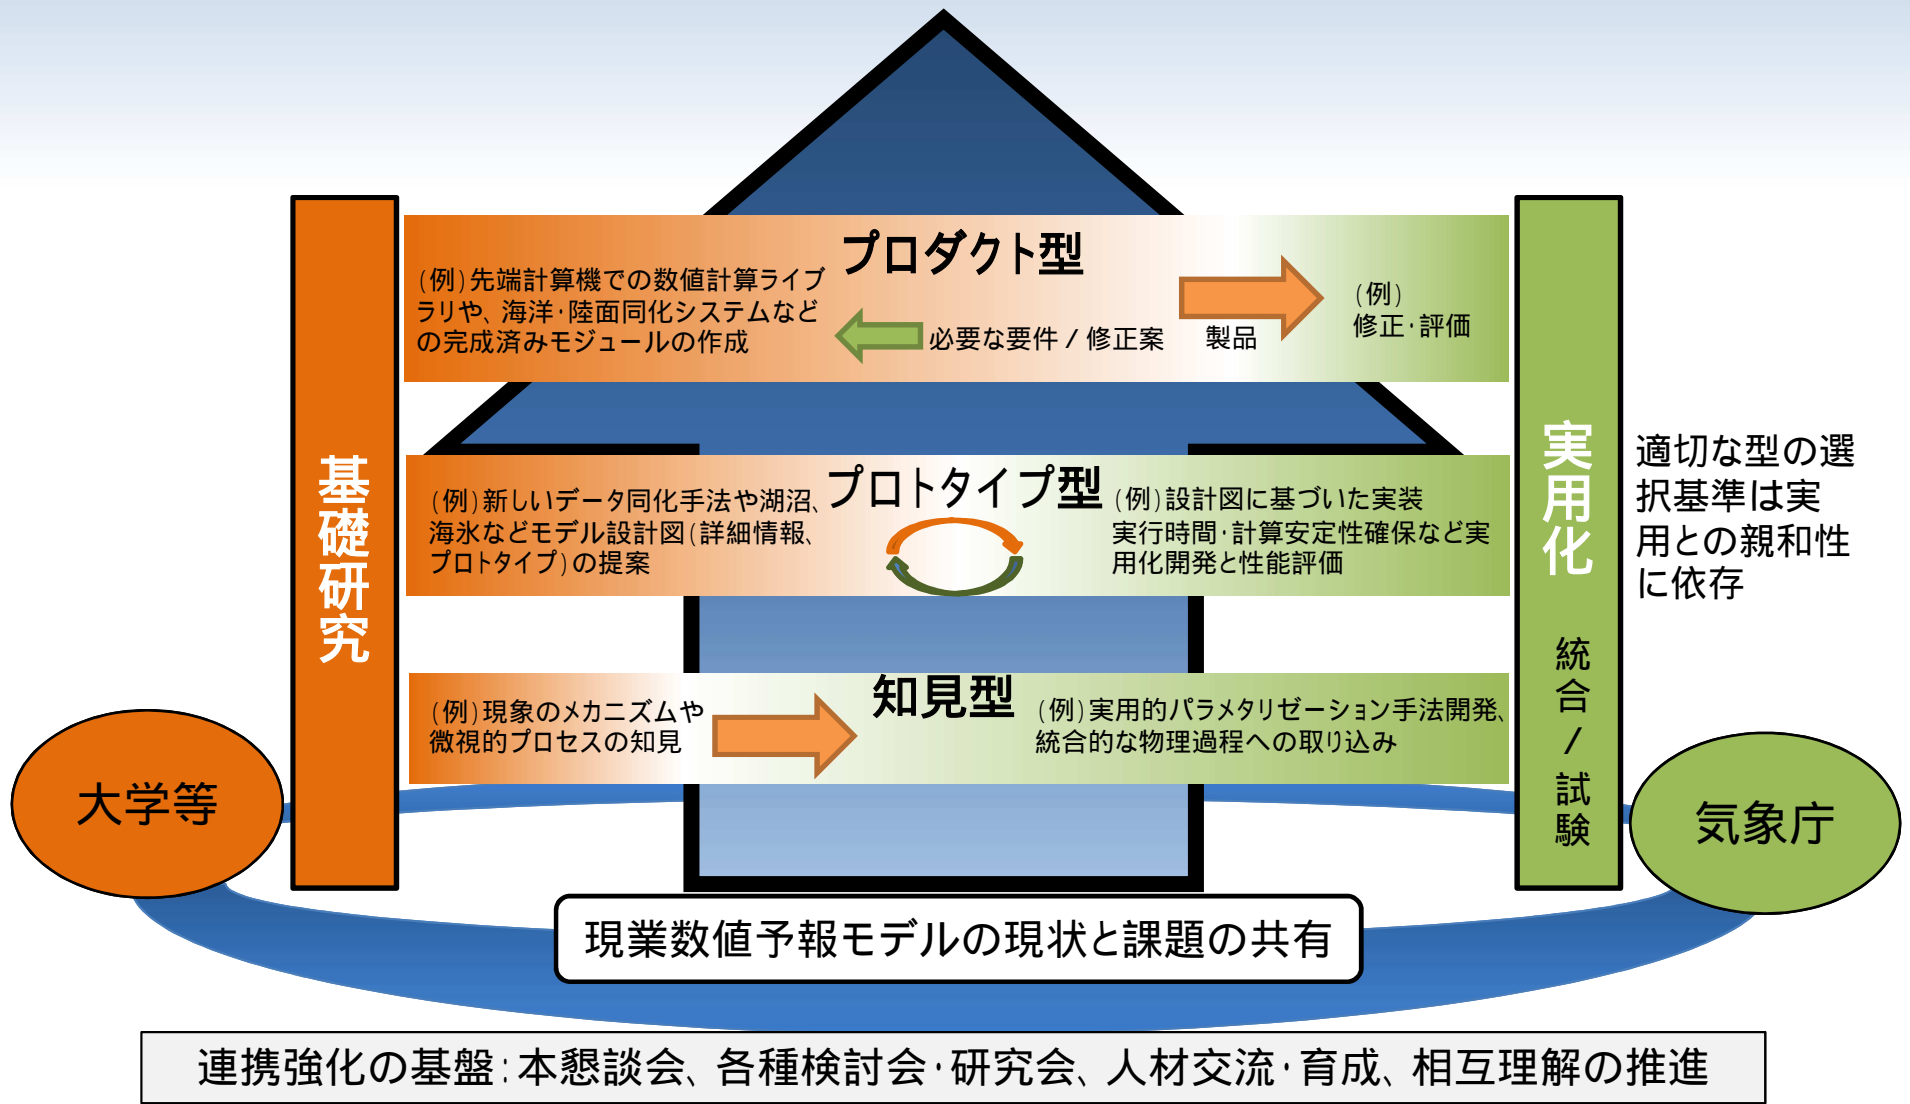 プロダクト型
(例)先端計算機での数値計算ライブ
ラリや、海洋・陸面同化システムなど
の完成済みモジュールの作成
必要な要件 / 修正案
製品
(例)
修正・評価
基礎研究
実用化
統合/試験
適切な型の選
択基準は実
用との親和性
に依存
プロトタイプ型
(例)新しいデータ同化手法や湖沼、
海氷などモデル設計図(詳細情報、
プロトタイプ)の提案
(例)設計図に基づいた実装
実行時間・計算安定性確保など実
用化開発と性能評価
知見型
(例)現象のメカニズムや
微視的プロセスの知見
(例)実用的パラメタリゼーション手法開発、
統合的な物理過程への取り込み
大学等
気象庁
現業数値予報モデルの現状と課題の共有
連携強化の基盤:本懇談会、各種検討会・研究会、人材交流・育成、相互理解の推進